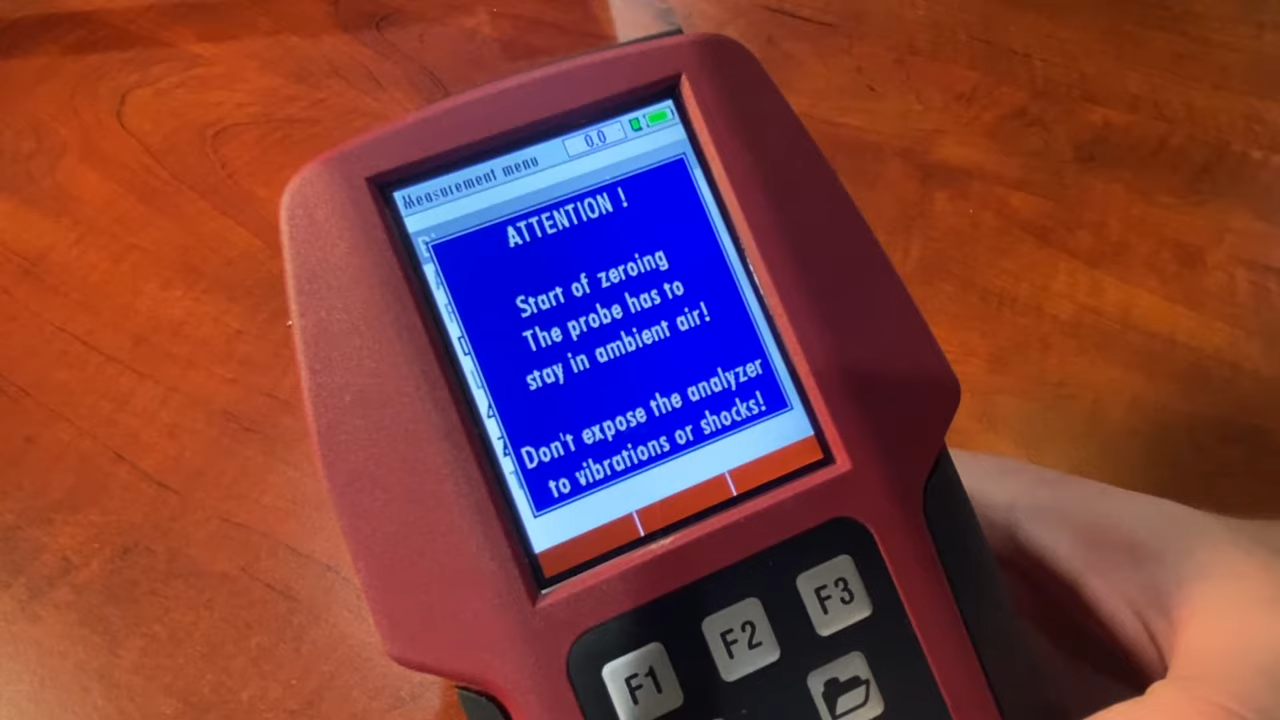 Measurement menu 0.0
ATTENTION !
Start of zeroing
The probe has to
stay in ambient air!
Don't expose the analyzer
to vibrations or shocks!
F1 F2 F3